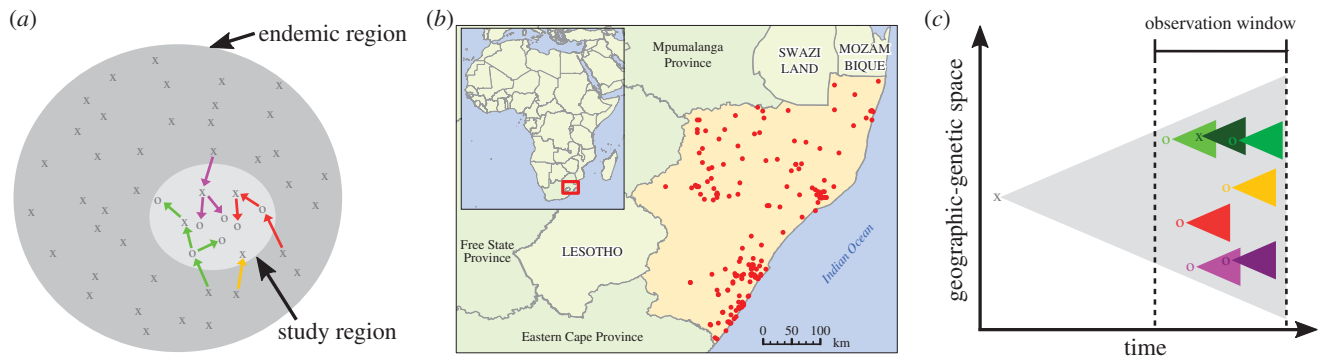 (a)
endemic region
study region
(b)
Mpumalanga
Province
SWAZI
LAND
MOZAM
BIQUE
Free State
Province
LESOTHO
Indian Ocean
Eastern Cape Province
0 50 100
km
(c)
observation window
geographic-genetic space
time